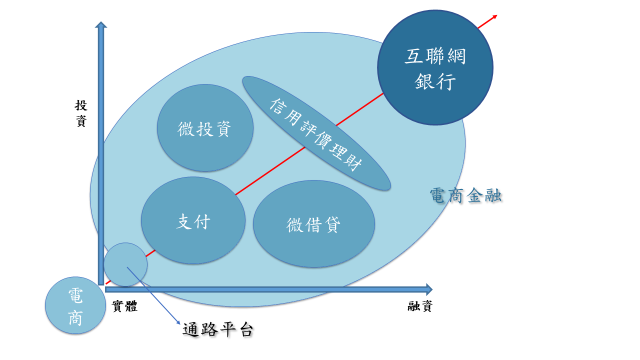 互聯網
銀行
投
資
微投資
信用評價理財
電商金融
支付
微借貸
電
商
實體
融資
通路平台